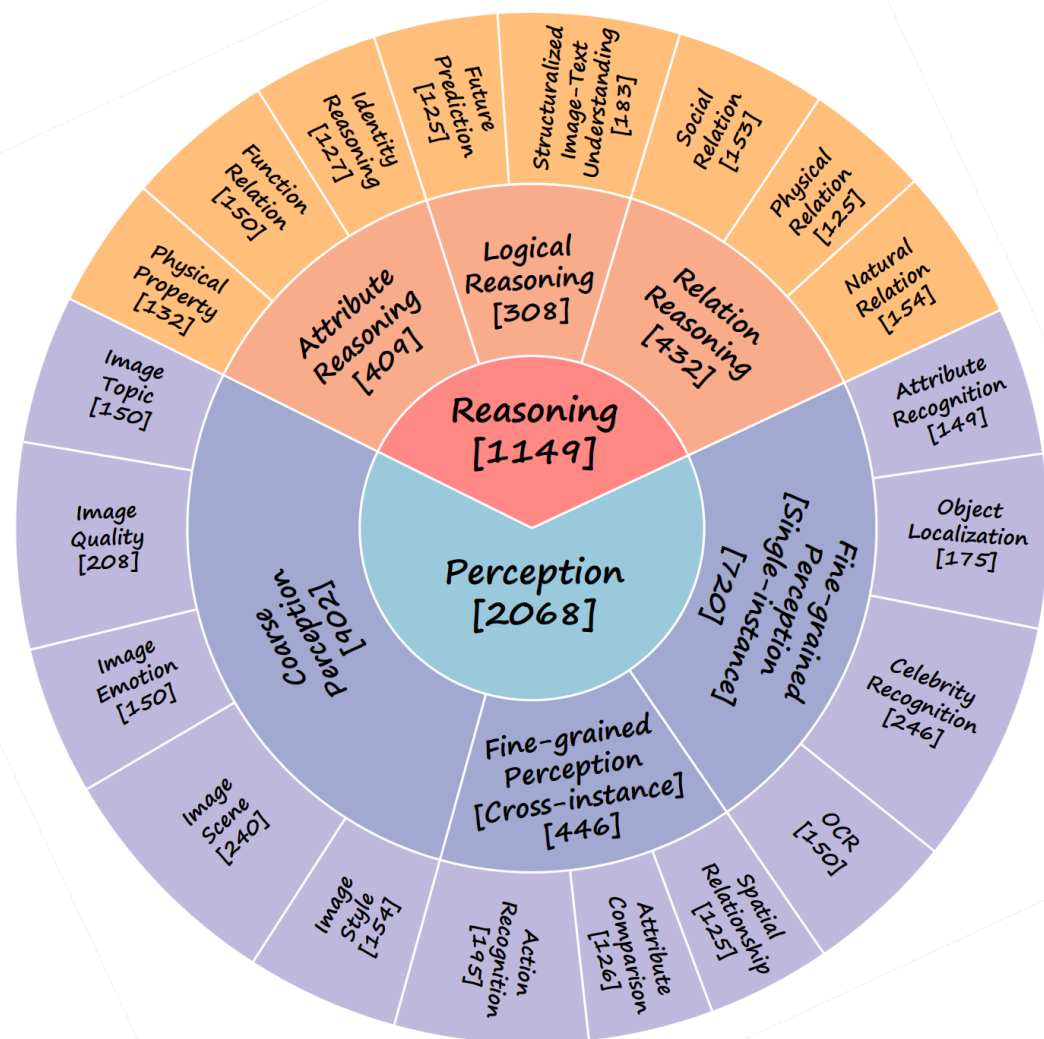 Reasoning
[1149]
Perception
[2068]
Attribute
Reasoning
[409]
Logical
Reasoning
[308]
Relation
Reasoning
[432]
Fine-grained
Perception
[Single-instance]
[720]
Fine-grained
Perception
[Cross-instance]
[446]
Coarse
Perception
[902]
Physical
Property
[132]
Function
Relation
[150]
Identity
Reasoning
[127]
Future
Prediction
[125]
Structuralized
Image-Text
Understanding
[183]
Social
Relation
[153]
Physical
Relation
[125]
Natural
Relation
[154]
Attribute
Recognition
[149]
Object
Localization
[175]
Celebrity
Recognition
[246]
OCR
[150]
Spatial
Relationship
[125]
Attribute
Comparison
[126]
Action
Recognition
[195]
Image
Style
[154]
Image
Scene
[240]
Image
Emotion
[150]
Image
Quality
[208]
Image
Topic
[150]